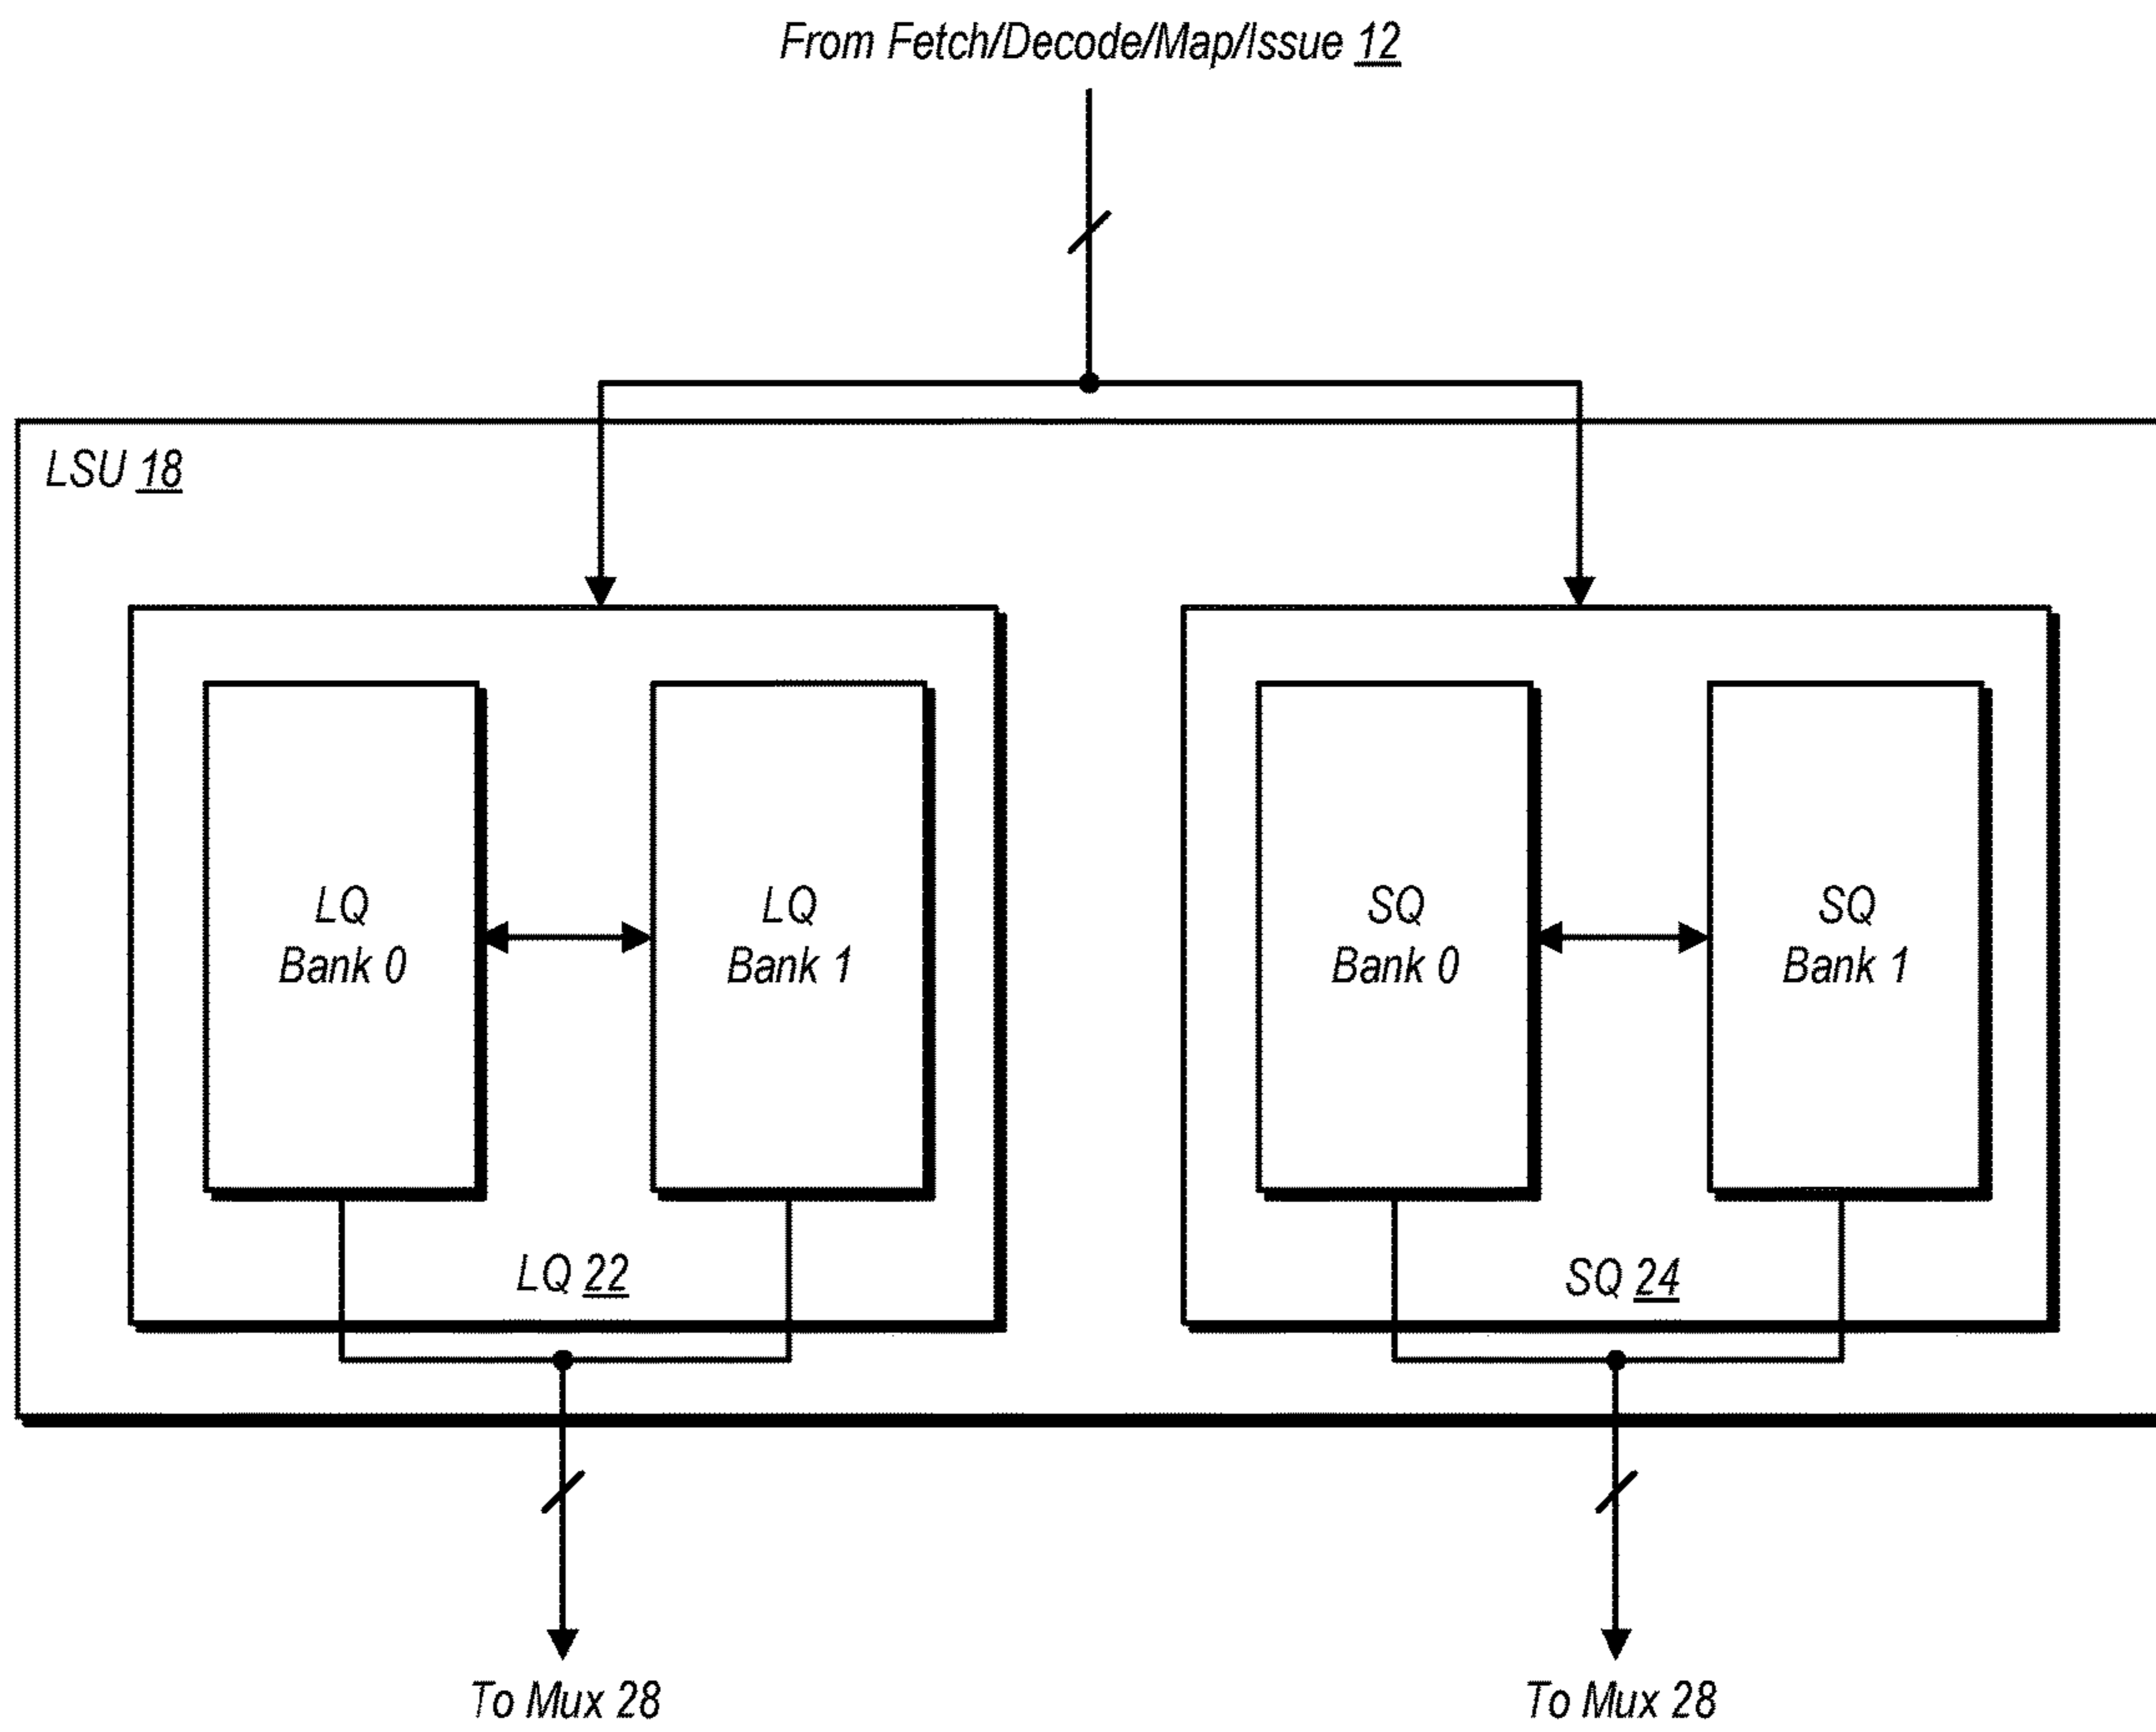 From Fetch/Decode/Map/Issue 12
LSU 18
LQ
Bank 0
LQ
Bank 1
SQ
Bank 0
SQ
Bank 1
LQ 22
SQ 24
To Mux 28
To Mux 28